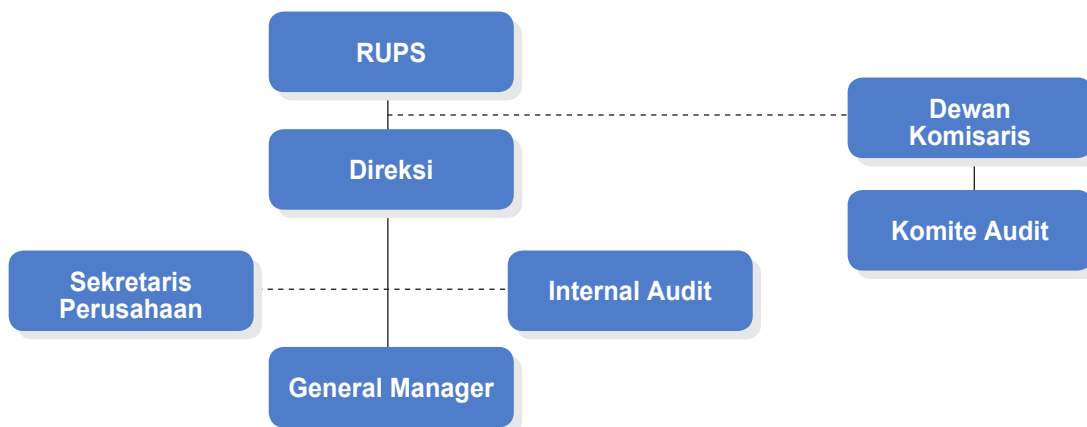 RUPS
Dewan
Komisaris
Direksi
Komite Audit
Sekretaris
Perusahaan
Internal Audit
General Manager